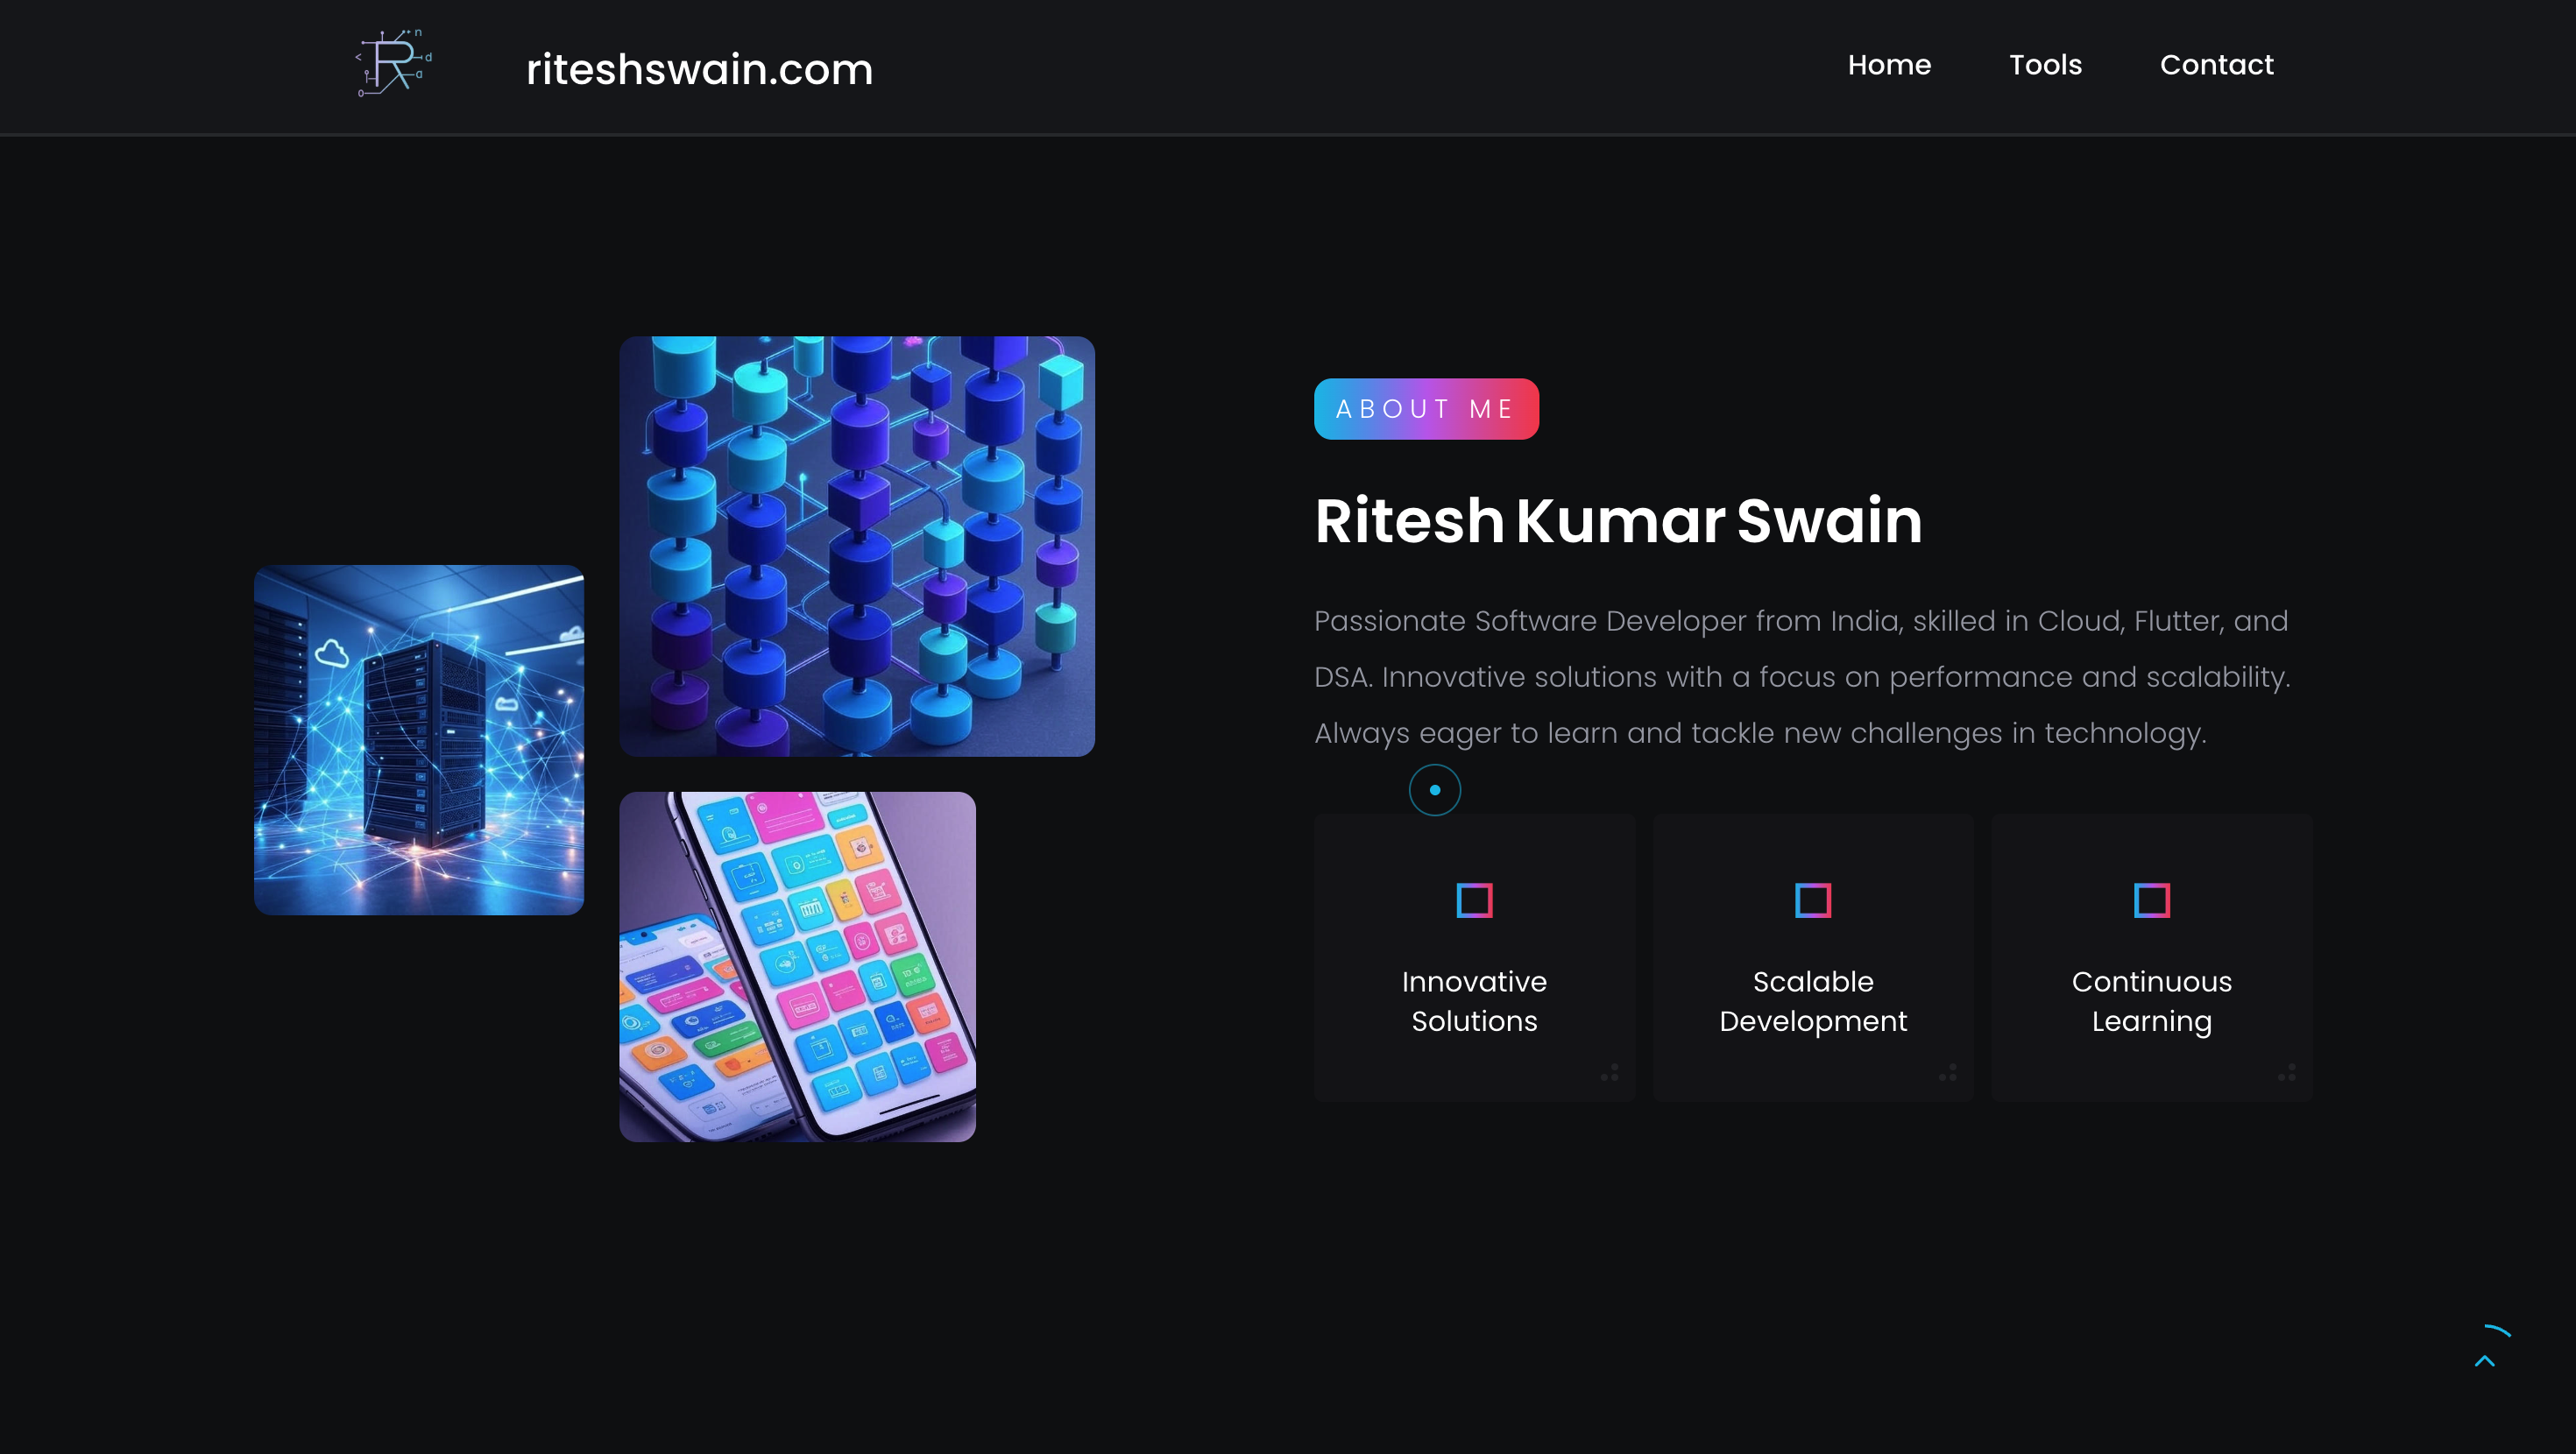 riteshswain.com
Home
Tools
Contact
ABOUT ME
Ritesh Kumar Swain
Passionate Software Developer from India, skilled in Cloud, Flutter, and
DSA. Innovative solutions with a focus on performance and scalability.
Always eager to learn and tackle new challenges in technology.
Innovative
Solutions
Scalable
Development
Continuous
Learning